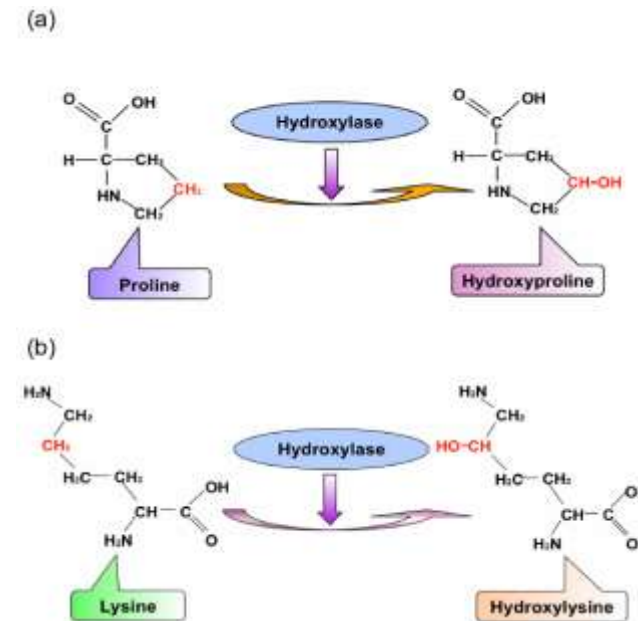 (a)
O
OH
C
H
C
CH₂
CH₂
HN
CH₂
Proline
Hydroxylase
O
OH
C
H
C
CH₂
CH-OH
HN
CH₂
Hydroxyproline
(b)
H₂N
CH₂
CH₂
H₂C
CH₂
OH
CH
C
H₂N
O
Lysine
Hydroxylase
H₂N
CH₂
HO-CH
H₂C
CH₂
O
CH
C
H₂N
O
Hydroxylysine